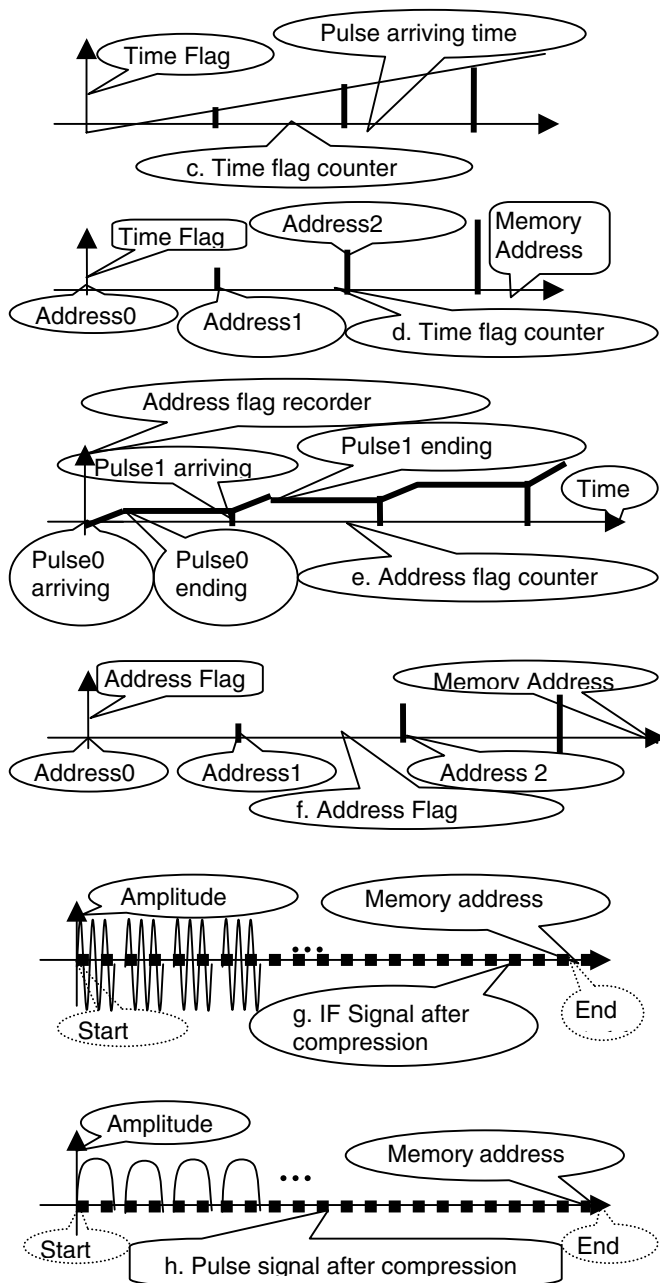 Pulse arriving time
Time Flag
c. Time flag counter
Address2
Memory
Address
Time Flag
Address0
Address1
d. Time flag counter
Address flag recorder
Pulse1 ending
Pulse1 arriving
Time
Pulse0
arriving
Pulse0
ending
e. Address flag counter
Address Flag
Memory Address
Address0
Address1
Address 2
f. Address Flag
Amplitude
Memory address
...
Start
g. IF Signal after
compression
End
Amplitude
Memory address
...
Start
h. Pulse signal after compression
End